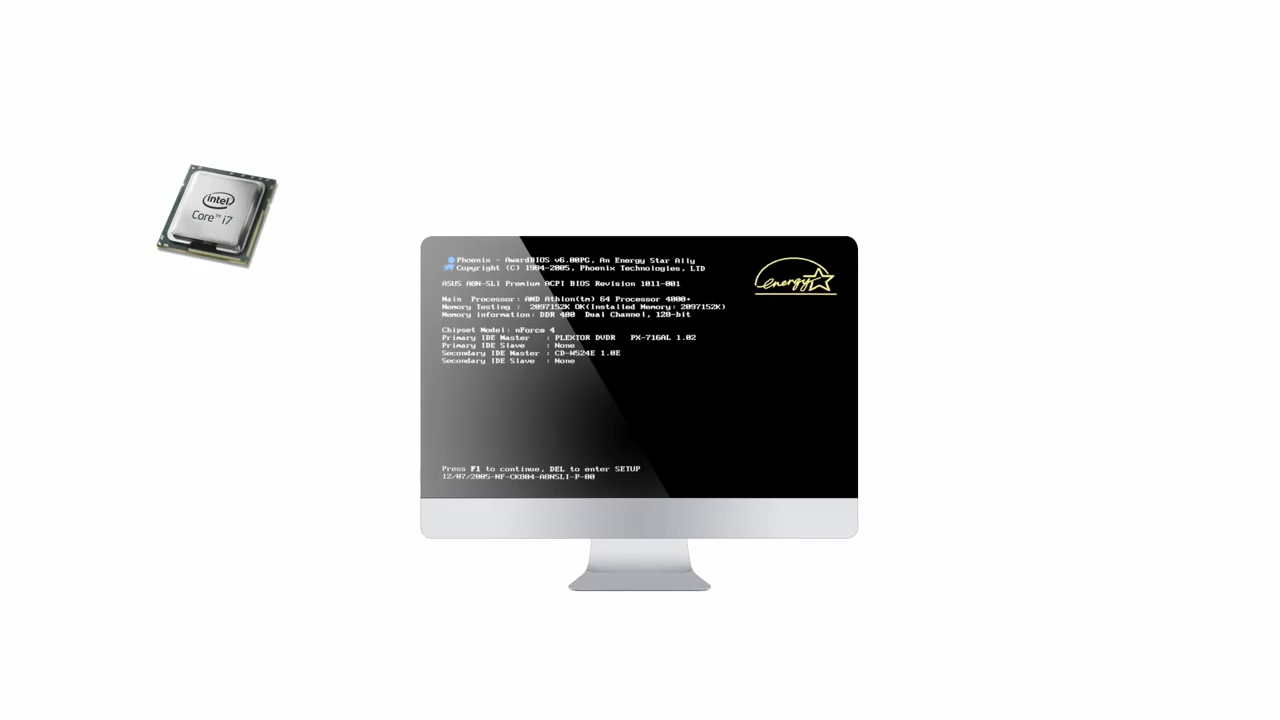 intel
Core™ i7
Phoenix - AwardBIOS v6.00PG, An Energy Star Ally
Copyright (C) 1984-2005, Phoenix Technologies, LTD
ASUS A8N-SLI Premium ACPI BIOS Revision 1011-001
Main Processor: AMD Athlon(tm) 64 Processor 4000+
Memory Testing : 2097152K OK(Installed Memory: 2097152K)
Memory information: DDR 400 Dual Channel, 128-bit
Chipset Model: nForce 4
Primary IDE Master : PLEXTOR DVDR PX-716AL 1.02
Primary IDE Slave : None
Secondary IDE Master : CD-W524E 1.0E
Secondary IDE Slave : None
energy
Press F1 to continue, DEL to enter SETUP
12/07/2005-NF-CK804-A8NSLI-P-00